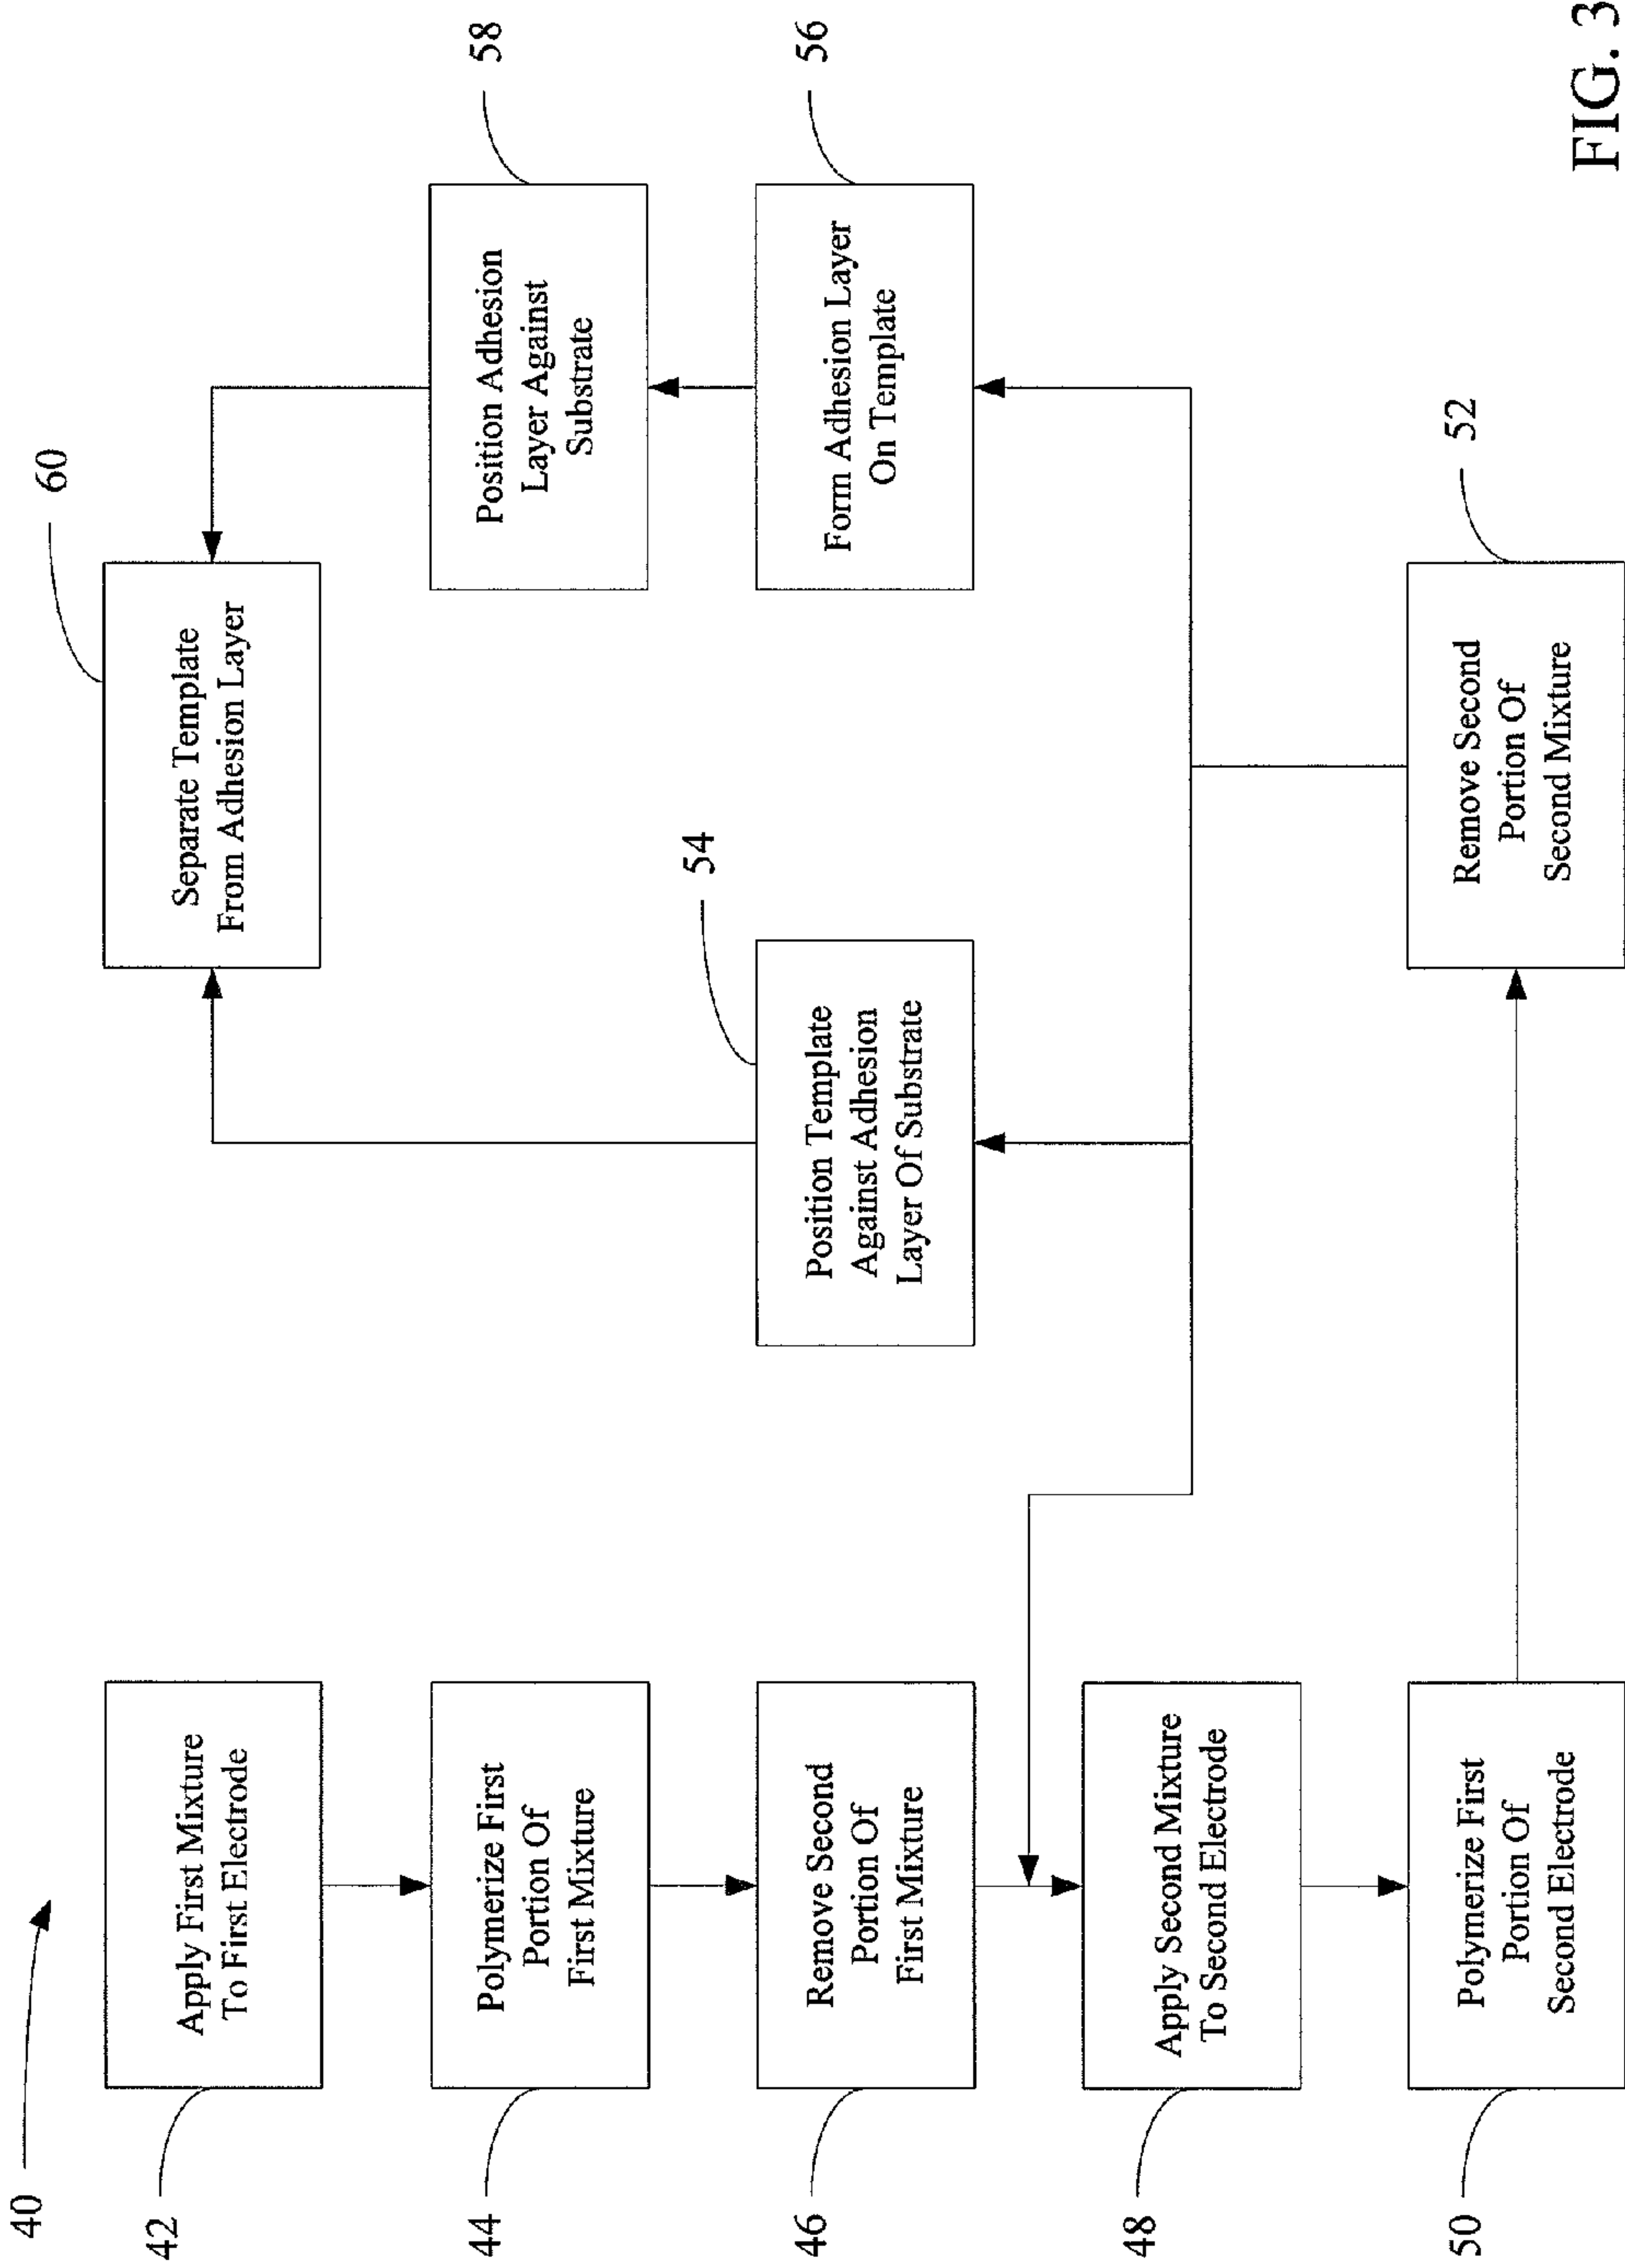 40
42
Apply First Mixture
To First Electrode
44
Polymerize First
Portion Of
First Mixture
46
Remove Second
Portion Of
First Mixture
48
Apply Second Mixture
To Second Electrode
50
Polymerize First
Portion Of
Second Electrode
52
Remove Second
Portion Of
Second Mixture
54
Position Template
Against Adhesion
Layer Of Substrate
56
Form Adhesion Layer
On Template
58
Position Adhesion
Layer Against
Substrate
60
Separate Template
From Adhesion Layer
FIG. 3